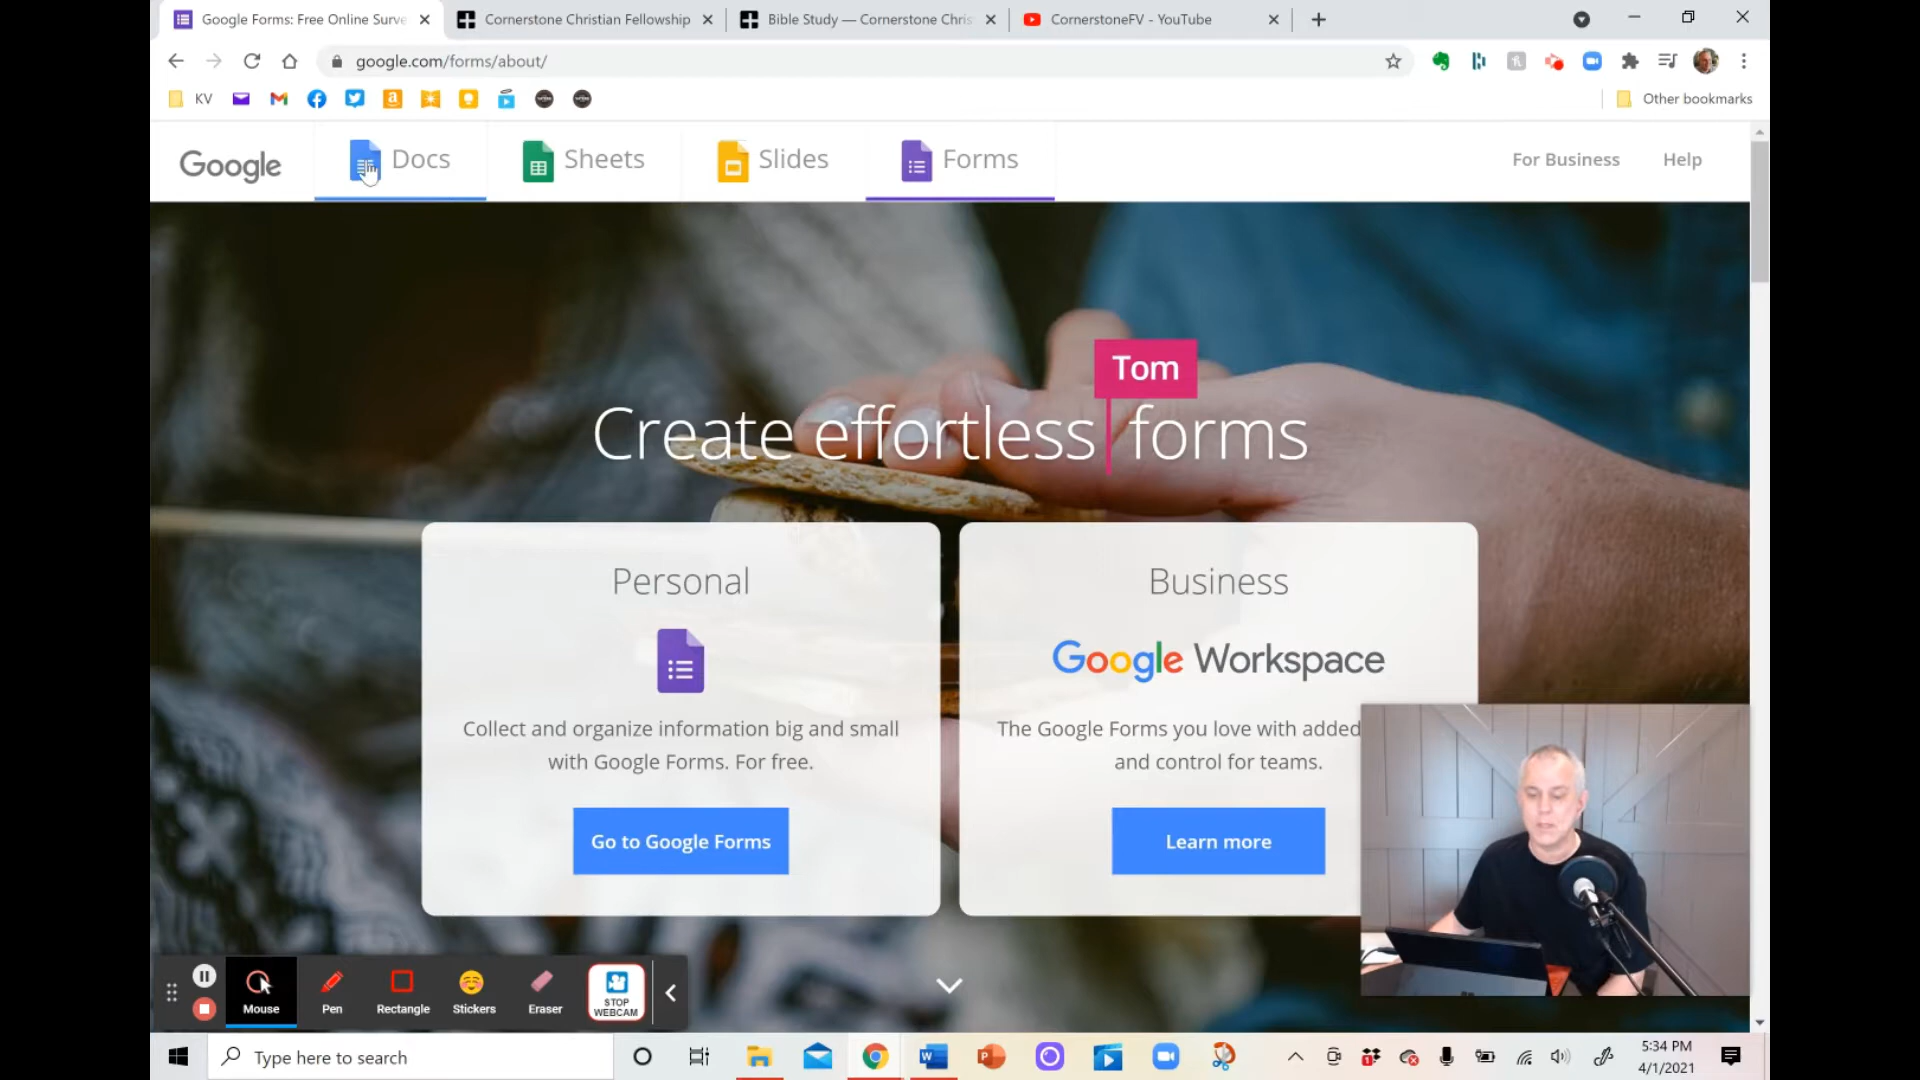 Google Forms: Free Online Surve
Cornerstone Christian Fellowship
Bible Study — Cornerstone Chris
CornerstoneFV - YouTube
google.com/forms/about/
KV
Other bookmarks
Google
Docs
Sheets
Slides
Forms
For Business
Help
Tom
Create effortless forms
Personal
Collect and organize information big and small
with Google Forms. For free.
Go to Google Forms
Business
Google Workspace
The Google Forms you love with added
and control for teams.
Learn more
Mouse
Pen
Rectangle
Stickers
Eraser
STOP
WEBCAM
Type here to search
5:34 PM
4/1/2021